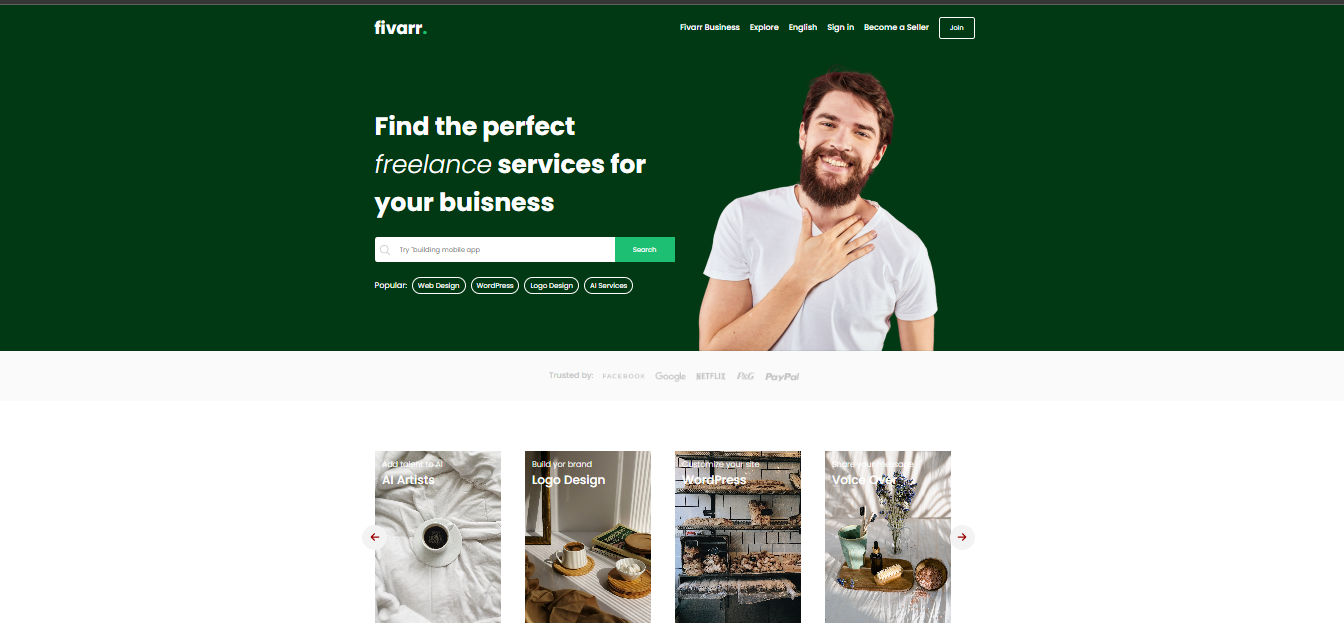 fivarr.
Fivarr Business Explore English Sign in Become a Seller Join
Find the perfect
freelance services for
your buisness
Try "building mobile app
Search
Popular: Web Design WordPress Logo Design AI Services
Trusted by: FACEBOOK Google NETFLIX P&G PayPal
Add talent to AI
AI Artists
Build yor brand
Logo Design
Customize your site
WordPress
Share your message
Voice Over